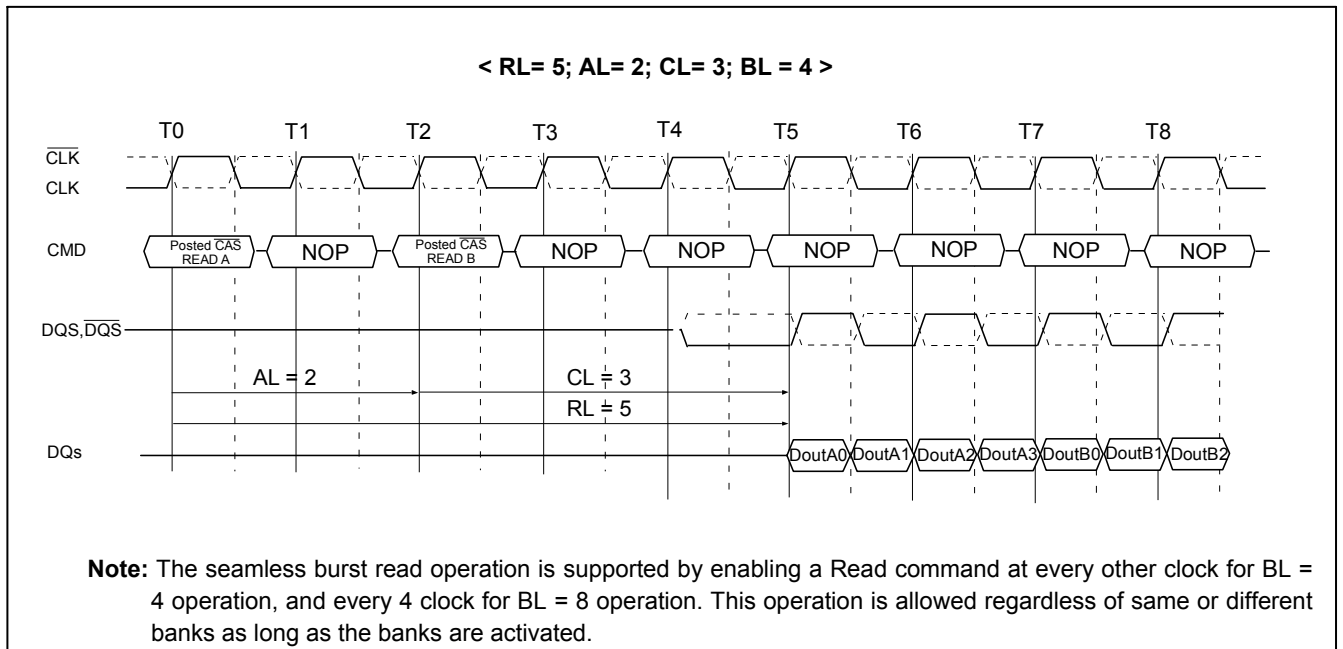 < RL= 5; AL= 2; CL= 3; BL = 4 >
T0 T1 T2 T3 T4 T5 T6 T7 T8
CLK
CLK
CMD
Posted CAS
READ A
NOP
Posted CAS
READ B
NOP
NOP
NOP
NOP
NOP
NOP
DQS,DQS
AL = 2
CL = 3
RL = 5
DQs
DoutA0 DoutA1 DoutA2 DoutA3 DoutB0 DoutB1 DoutB2
Note: The seamless burst read operation is supported by enabling a Read command at every other clock for BL =
4 operation, and every 4 clock for BL = 8 operation. This operation is allowed regardless of same or different
banks as long as the banks are activated.